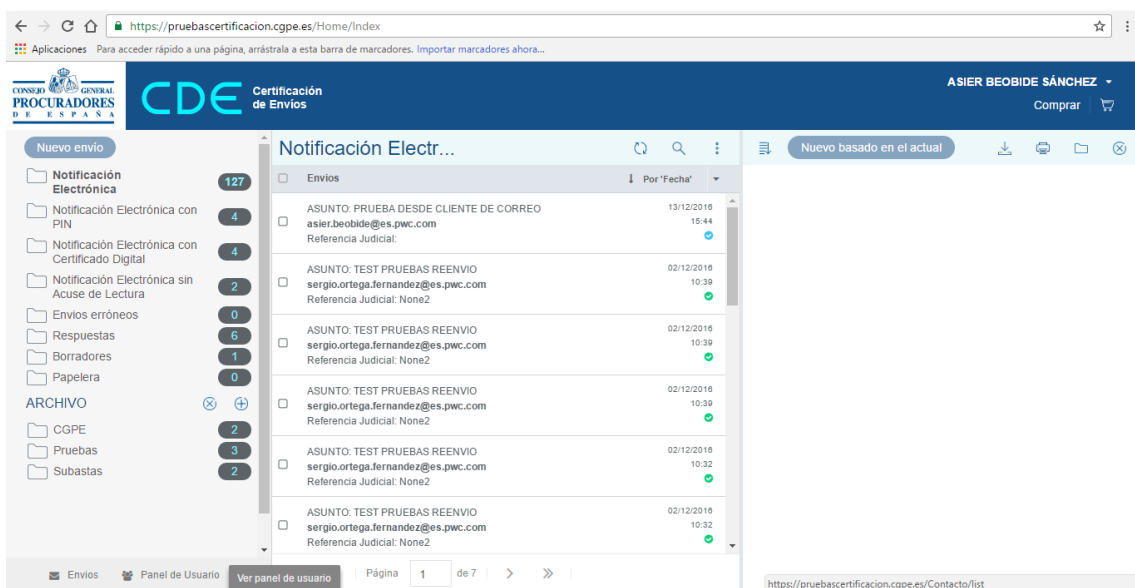 https://pruebascertificacion.cgpe.es/Home/Index
Aplicaciones Para acceder rápido a una página, arrástrala a esta barra de marcadores. Importar marcadores ahora...
CONSEJO GENERAL
PROCURADORES
DE ESPAÑA
CDE Certificación
de Envíos
ASIER BEOBIDE SÁNCHEZ
Comprar
Nuevo envío
Notificación
Electrónica
127
Notificación Electrónica con
PIN
4
Notificación Electrónica con
Certificado Digital
4
Notificación Electrónica sin
Acuse de Lectura
2
Envios erróneos 0
Respuestas 6
Borradores 1
Papelera 0
ARCHIVO
CGPE 2
Pruebas 3
Subastas 2
Envios Panel de Usuario
Ver panel de usuario
Notificación Electr...
Envios Por 'Fecha'
ASUNTO: PRUEBA DESDE CLIENTE DE CORREO 13/12/2016
asier.beobide@es.pwc.com 15:44
Referencia Judicial:
ASUNTO: TEST PRUEBAS REENVIO 02/12/2016
sergio.ortega.fernandez@es.pwc.com 10:39
Referencia Judicial: None2
ASUNTO: TEST PRUEBAS REENVIO 02/12/2016
sergio.ortega.fernandez@es.pwc.com 10:39
Referencia Judicial: None2
ASUNTO: TEST PRUEBAS REENVIO 02/12/2016
sergio.ortega.fernandez@es.pwc.com 10:39
Referencia Judicial: None2
ASUNTO: TEST PRUEBAS REENVIO 02/12/2016
sergio.ortega.fernandez@es.pwc.com 10:32
Referencia Judicial: None2
ASUNTO: TEST PRUEBAS REENVIO 02/12/2016
sergio.ortega.fernandez@es.pwc.com 10:32
Referencia Judicial: None2
Página 1 de 7
Nuevo basado en el actual
https://pruebascertificacion.cgpe.es/Contacto/list